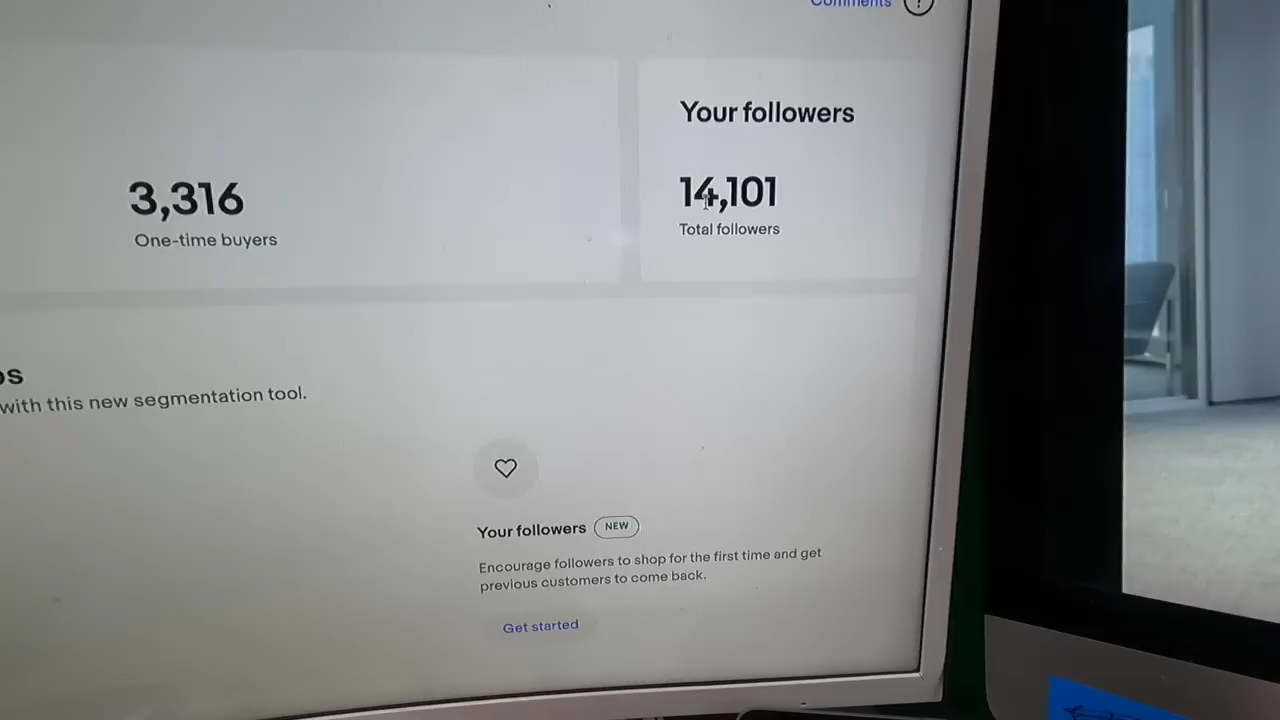 Comments
Your followers
3,316
One-time buyers
14,101
Total followers
with this new segmentation tool.
Your followers NEW
Encourage followers to shop for the first time and get
previous customers to come back.
Get started